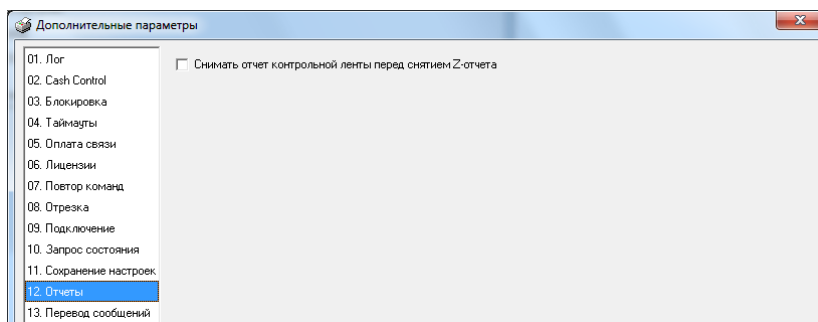 Дополнительные параметры
01. Лог
02. Cash Control
03. Блокировка
04. Таймауты
05. Оплата связи
06. Лицензии
07. Повтор команд
08. Отрезка
09. Подключение
10. Запрос состояния
11. Сохранение настроек
12. Отчеты
13. Перевод сообщений
Снимать отчет контрольной ленты перед снятием Z-отчета